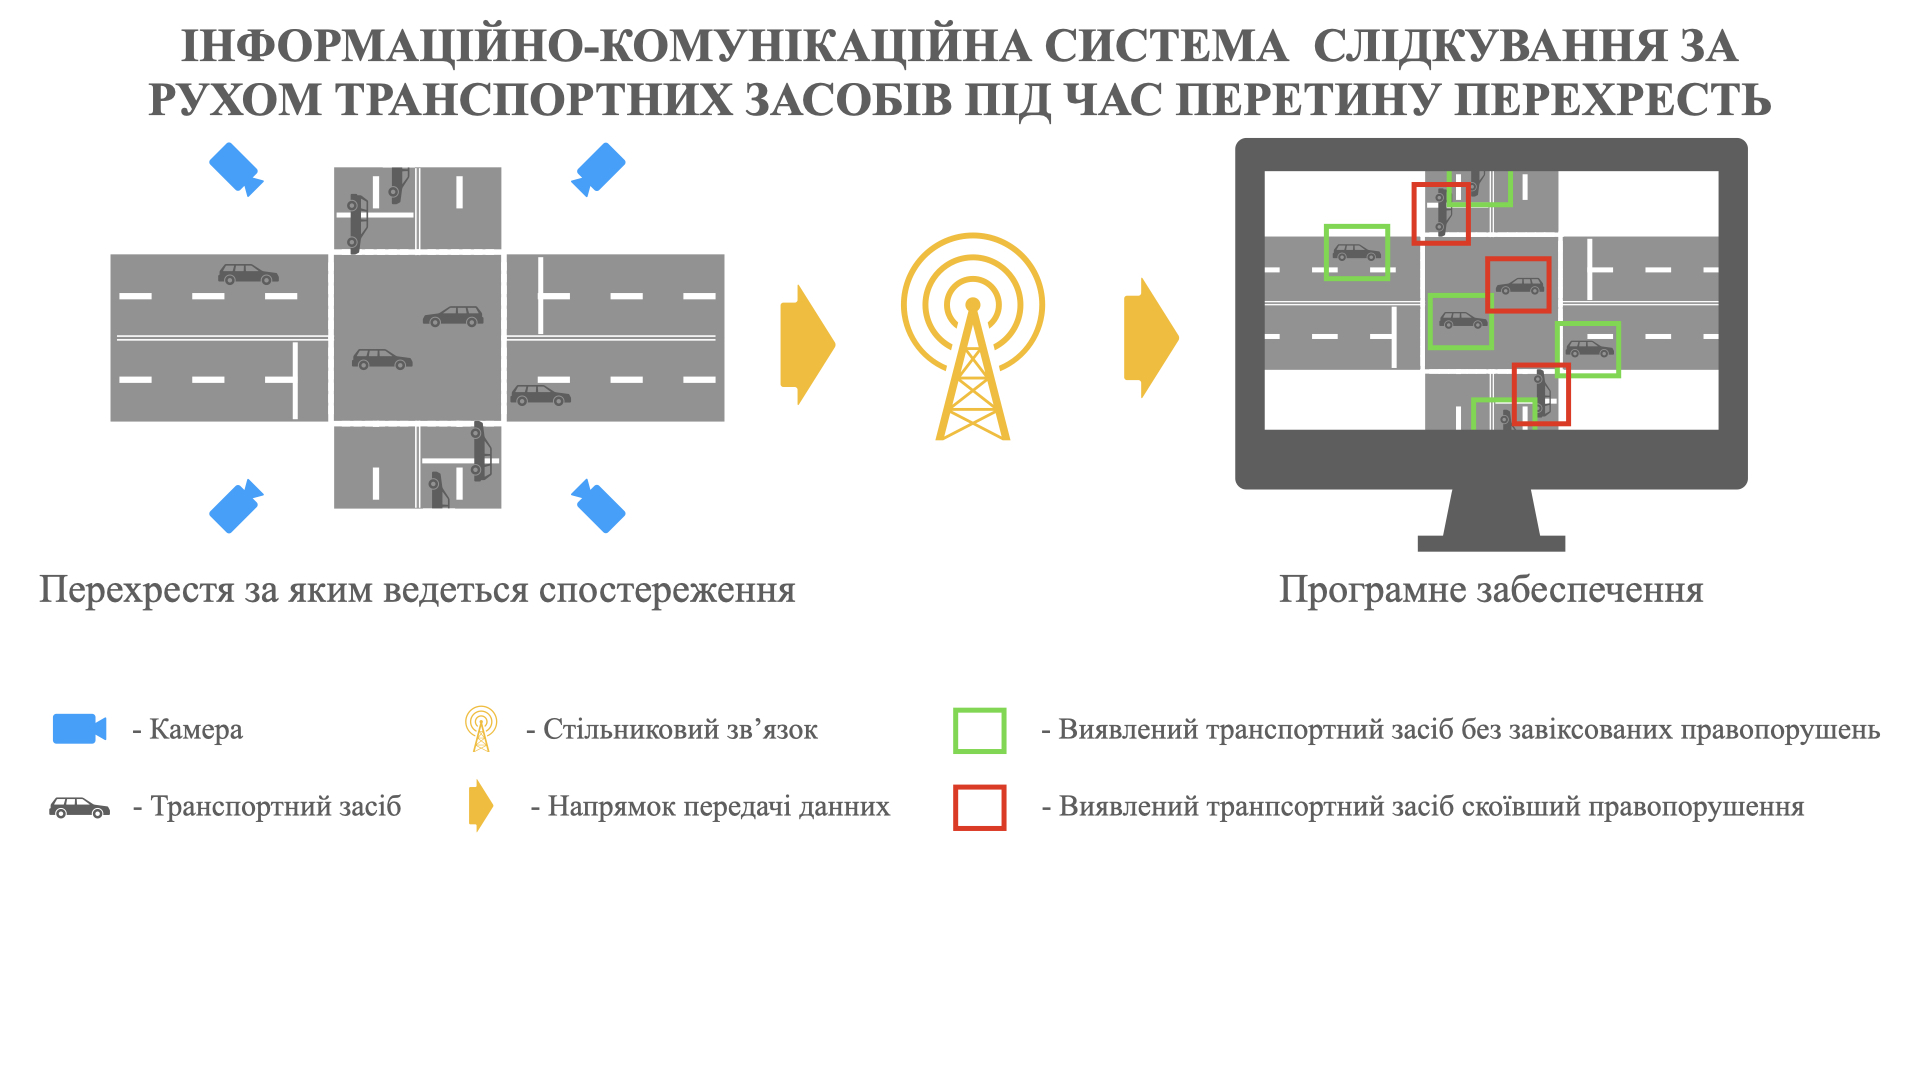 ІНФОРМАЦІЙНО-КОМУНІКАЦІЙНА СИСТЕМА СЛІДКУВАННЯ ЗА
РУХОМ ТРАНСПОРТНИХ ЗАСОБІВ ПІД ЧАС ПЕРЕТИНУ ПЕРЕХРЕСТЬ
Перехрестя за яким ведеться спостереження
Програмне забеспечення
- Камера
- Стільниковий зв’язок
- Виявлений транспортний засіб без завіксованих правопорушень
- Транспортний засіб
- Напрямок передачі данних
- Виявлений транпсортний засіб скоївший правопорушення